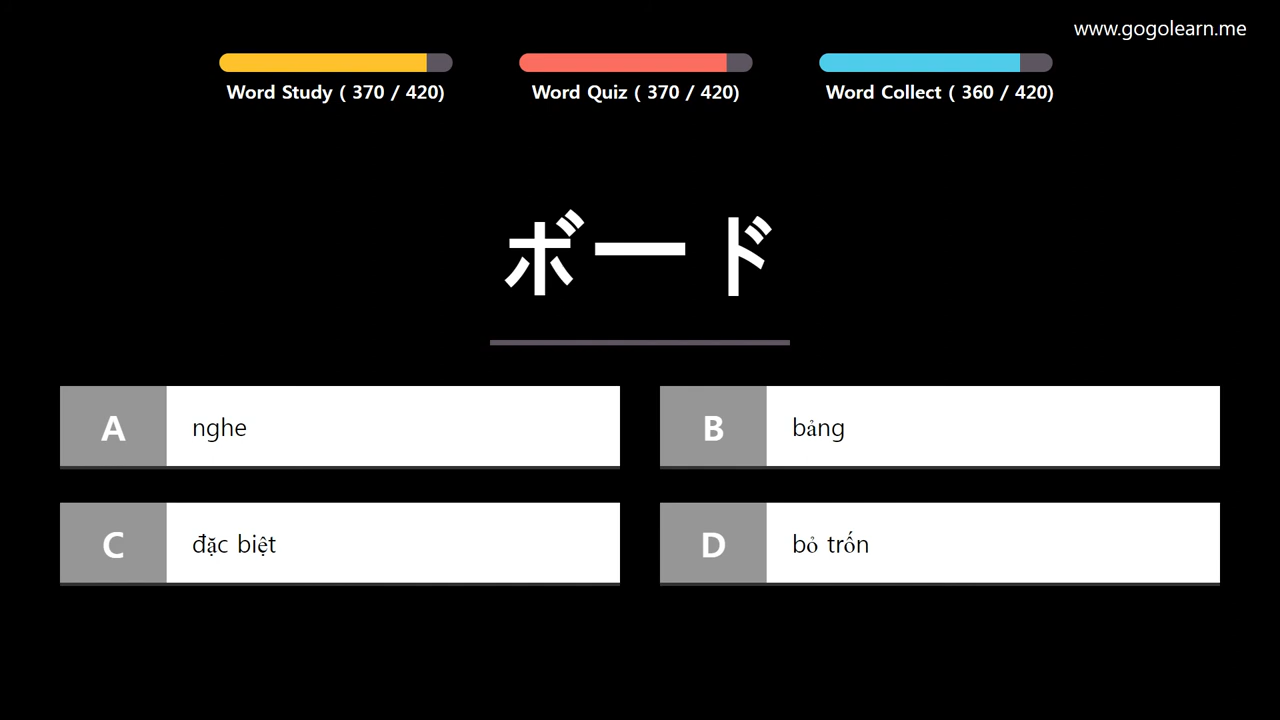 www.gogolearn.me
Word Study ( 370 / 420)
Word Quiz ( 370 / 420)
Word Collect ( 360 / 420)
ボード
A nghe
B bảng
C đặc biệt
D bỏ trốn